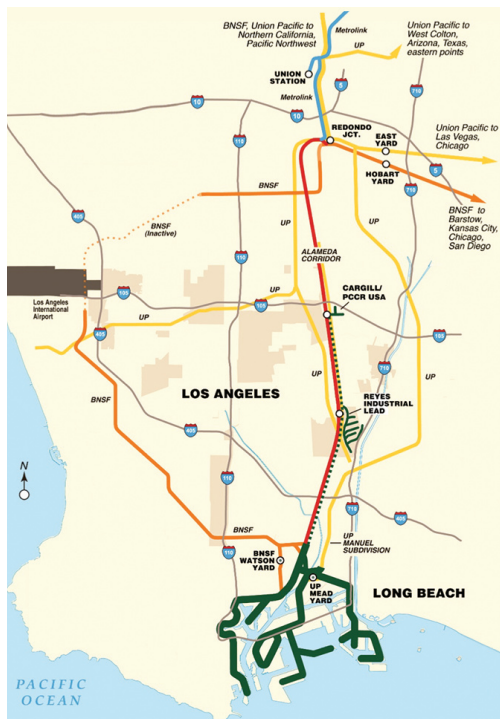 BNSF, Union Pacific to
Northern California,
Pacific Northwest
Metrolink
UP
Union Pacific to
West Colton,
Arizona, Texas,
eastern points
UNION
STATION
Metrolink
5
710
10
10
REDONDO
JCT.
EAST
YARD
Union Pacific to
Las Vegas,
Chicago
110
HOBART
YARD
5
BNSF
710
405
UP
UP
BNSF to
Barstow,
Kansas City,
Chicago,
San Diego
BNSF
(Inactive)
ALAMEDA
CORRIDOR
110
Los Angeles
International
Airport
105
105
CARGILL/
PCCR USA
UP
UP
405
105
UP
710
UP
LOS ANGELES
BNSF
REYES
INDUSTRIAL
LEAD
405
N
110
710
405
BNSF
UP
MANUEL
SUBDIVISION
110
BNSF
WATSON
YARD
UP
MEAD
YARD
LONG BEACH
PACIFIC
OCEAN